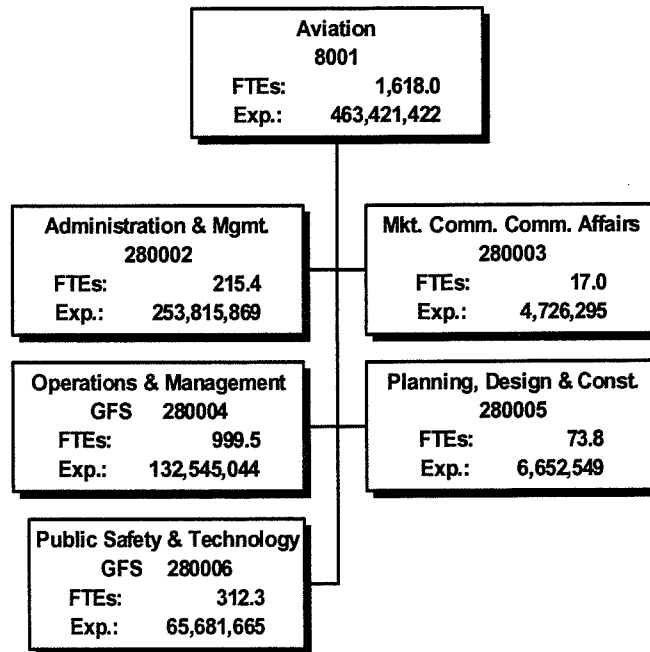 Aviation
8001
FTEs: 1,618.0
Exp.: 463,421,422
Administration & Mgmt.
280002
FTEs: 215.4
Exp.: 253,815,869
Mkt. Comm. Comm. Affairs
280003
FTEs: 17.0
Exp.: 4,726,295
Operations & Management
GFS 280004
FTEs: 999.5
Exp.: 132,545,044
Planning, Design & Const.
280005
FTEs: 73.8
Exp.: 6,652,549
Public Safety & Technology
GFS 280006
FTEs: 312.3
Exp.: 65,681,665